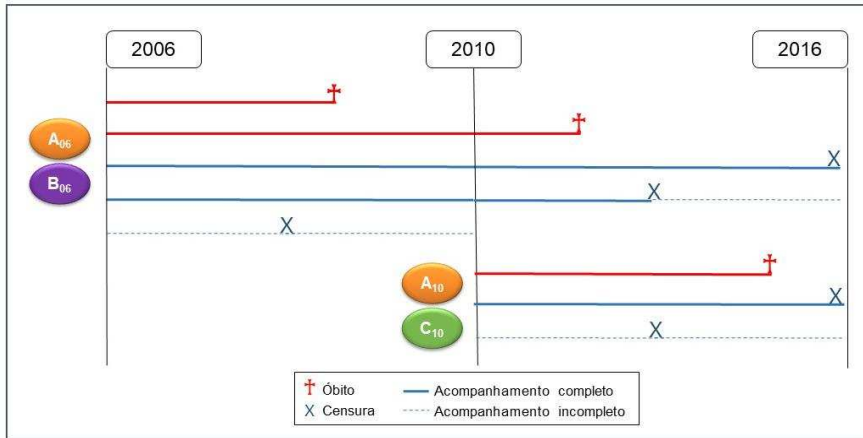 2006 2010 2016
A06
X
B06
X
X
A10
X
C10
X
Óbito Acompanhamento completo
X Censura Acompanhamento incompleto